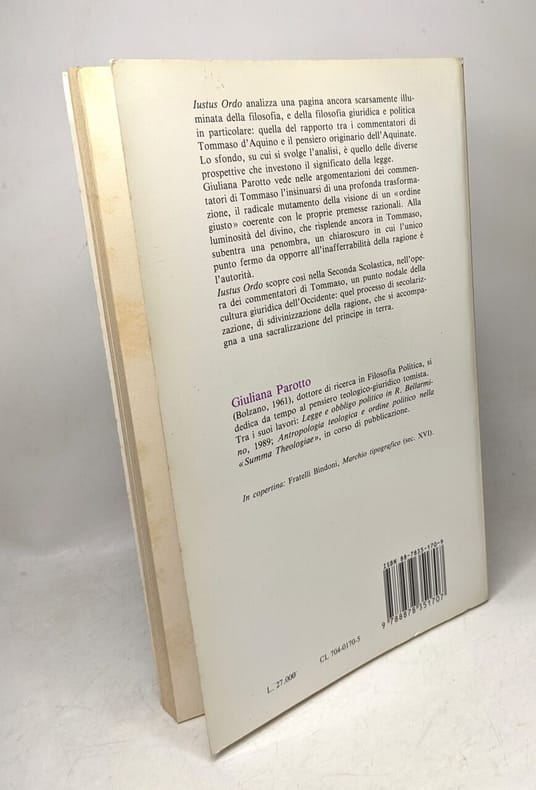 Iustus Ordo analizza una pagina ancora scarsamente illu-
minata della filosofia, e della filosofia giuridica e politica
in particolare: quella del rapporto tra i commentatori di
Tommaso d'Aquino e il pensiero originario dell'Aquinate.
Lo sfondo, su cui si svolge l'analisi, è quello delle diverse
prospettive che investono il significato della legge.
Giuliana Parotto vede nelle argomentazioni dei commen-
tatori di Tommaso l'insinuarsi di una profonda trasforma-
zione, il radicale mutamento della visione di un «ordine
giusto» coerente con le proprie premesse razionali. Alla
luminosità del divino, che risplende ancora in Tommaso,
subentra una penombra, un chiaroscuro in cui l'unico
punto fermo da opporre all'inafferrabilità della ragione è
l'autorità.
Iustus Ordo scopre così nella Seconda Scolastica, nell'ope-
ra dei commentatori di Tommaso, un punto nodale della
cultura giuridica dell'Occidente: quel processo di secolariz-
zazione, di sdivinizzazione della ragione, che si accompa-
gna a una sacralizzazione del principe in terra.
Giuliana Parotto
(Bolzano, 1961), dottore di ricerca in Filosofia Politica, si
dedica da tempo al pensiero teologico-giuridico tomista.
Tra i suoi lavori: Legge e obbligo politico in R. Bellarmi-
no, 1989; Antropologia teologica e ordine politico nella
«Summa Theologiae», in corso di pubblicazione.
In copertina: Fratelli Bindoni, Marchio tipografico (sec. XVI).
ISBN 88-7835-170-9
9 788878 351707
L. 27.000
CL 704-0170-5